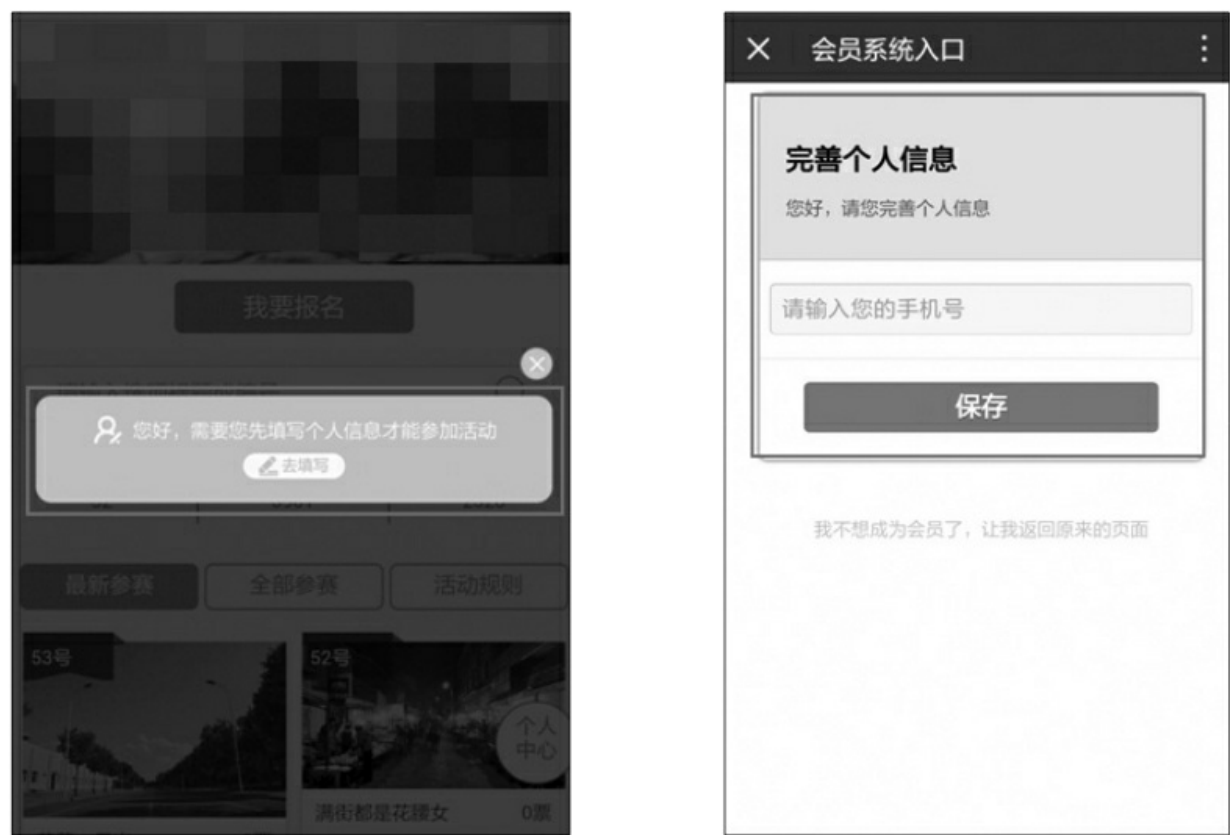 我要报名
您好，需要您先填写个人信息才能参加活动
去填写
最新参赛
全部参赛
活动规则
53号
52号
个人
中心
满街都是花腰女
0票
会员系统入口
完善个人信息
您好，请您完善个人信息
请输入您的手机号
保存
我不想成为会员了，让我返回原来的页面